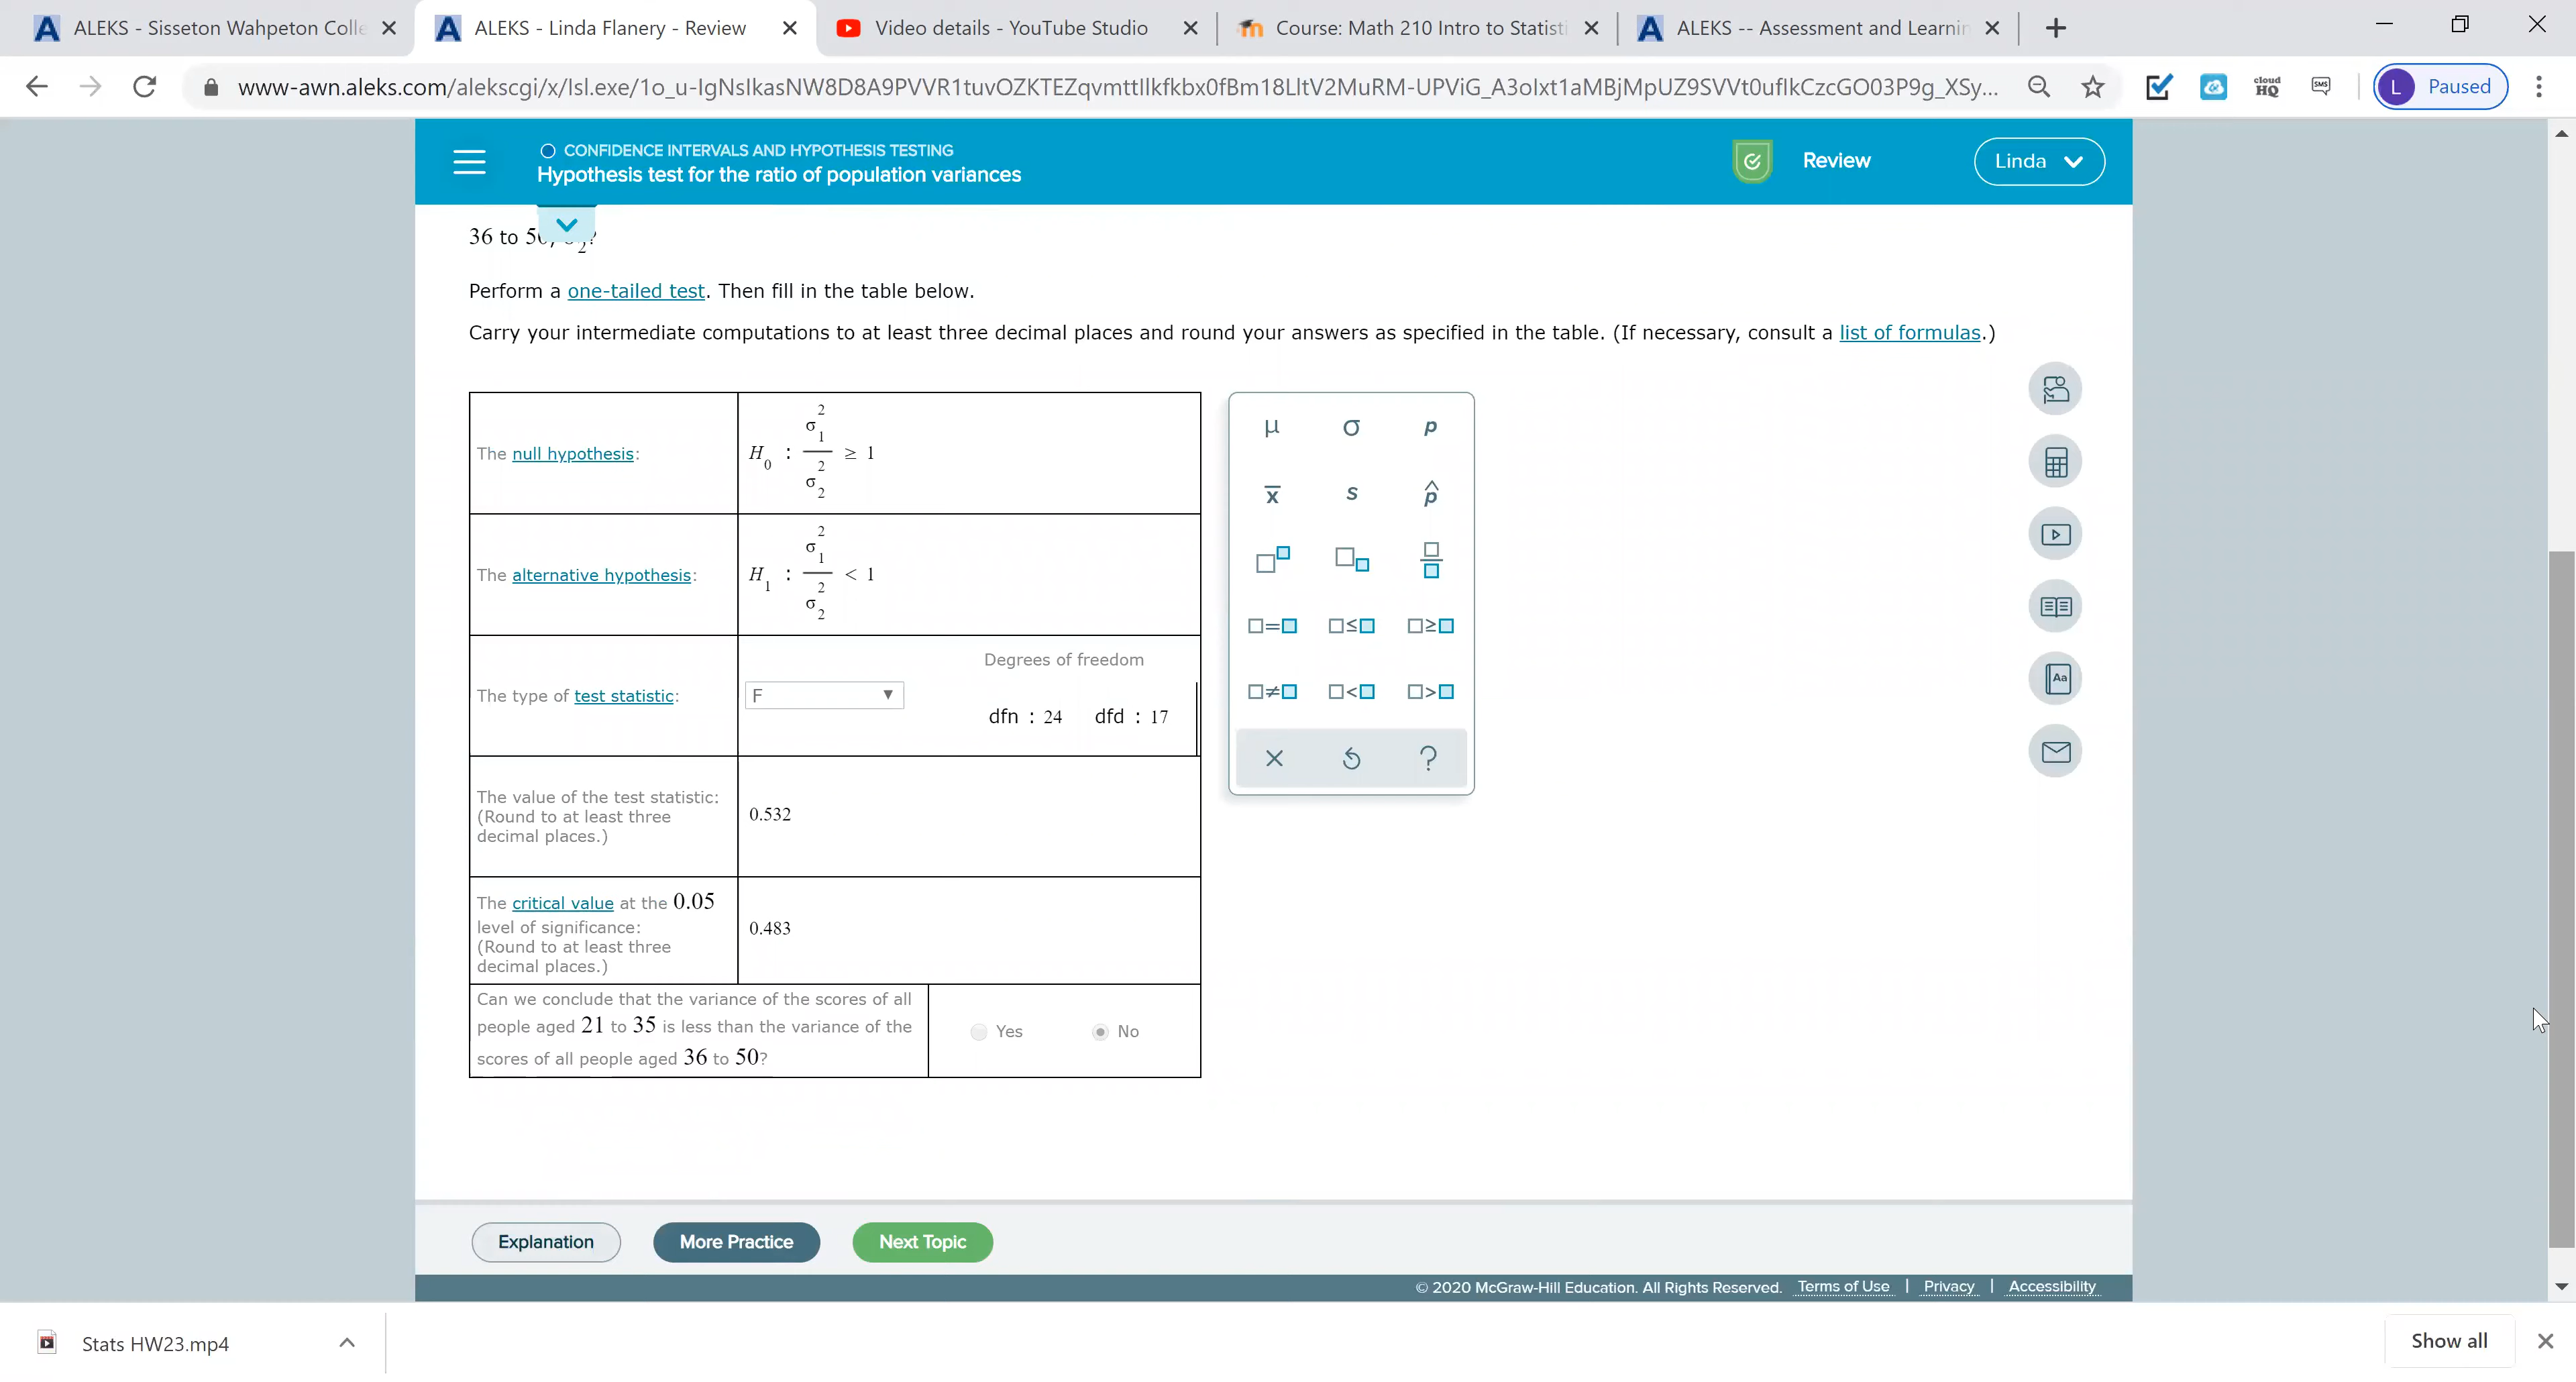 ALEKS - Sisseton Wahpeton Colle
ALEKS - Linda Flanery - Review
Video details - YouTube Studio
Course: Math 210 Intro to Statisti
ALEKS -- Assessment and Learnin
www-awn.aleks.com/alekscgi/x/Isl.exe/1o_u-IgNsIkasNW8D8A9PVVR1tuvOZKTEZqvmttIlkfkbx0fBm18LltV2MuRM-UPViG_A3olxt1aMBjMpUZ9SVVt0uflkCzcGO03P9g_XSy...
cloud HQ
SMS
L Paused
CONFIDENCE INTERVALS AND HYPOTHESIS TESTING
Hypothesis test for the ratio of population variances
Review
Linda
36 to 50, 2?
Perform a one-tailed test. Then fill in the table below.
Carry your intermediate computations to at least three decimal places and round your answers as specified in the table. (If necessary, consult a list of formulas.)
The null hypothesis:
H₀ : σ₁² / σ₂² ≥ 1
The alternative hypothesis:
H₁ : σ₁² / σ₂² < 1
The type of test statistic:
F
Degrees of freedom
dfn : 24 dfd : 17
The value of the test statistic:
(Round to at least three
decimal places.)
0.532
The critical value at the 0.05
level of significance:
(Round to at least three
decimal places.)
0.483
Can we conclude that the variance of the scores of all
people aged 21 to 35 is less than the variance of the
scores of all people aged 36 to 50?
Yes No
μ σ p
x̄ s p̂
□=□ □≤□ □≥□
□≠□ □<□ □>□
× ?
Aa
Explanation
More Practice
Next Topic
© 2020 McGraw-Hill Education. All Rights Reserved. Terms of Use | Privacy | Accessibility
Stats HW23.mp4
Show all